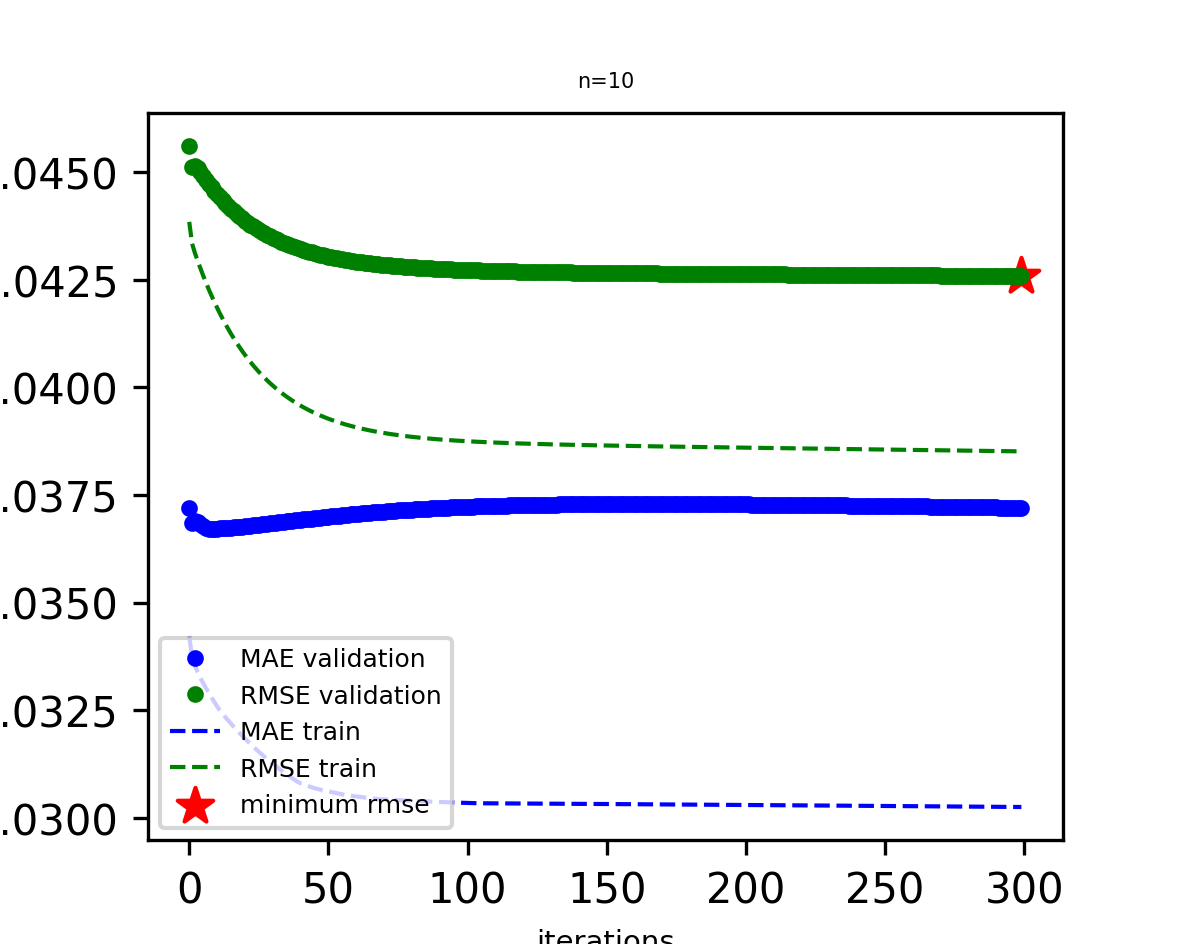 n=10
.0450
.0425
.0400
.0375
.0350
.0325
.0300
MAE validation
RMSE validation
MAE train
RMSE train
minimum rmse
0 50 100 150 200 250 300
iterations